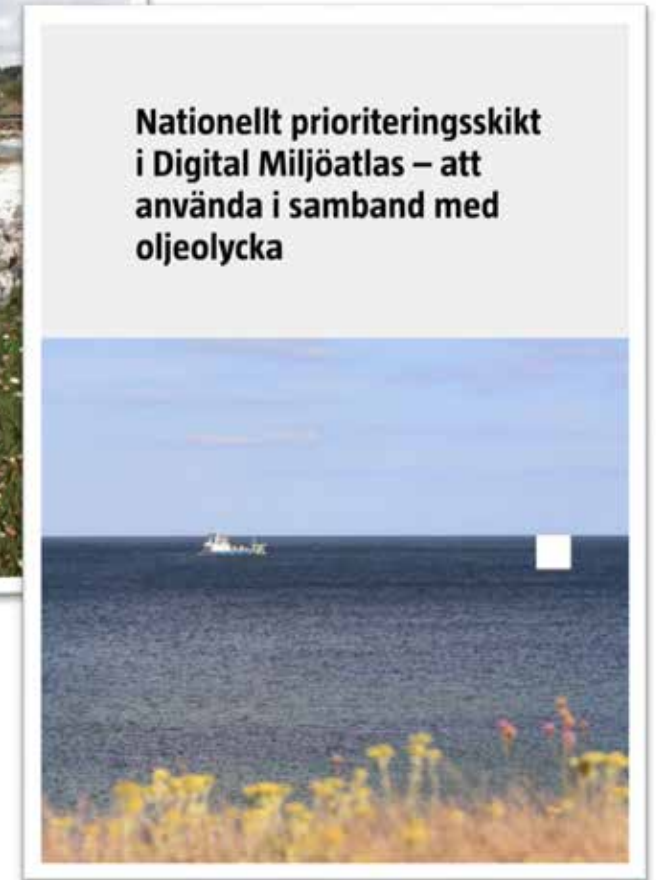 Nationellt prioriteringsskikt
i Digital Miljöatlas – att
använda i samband med
oljeolycka